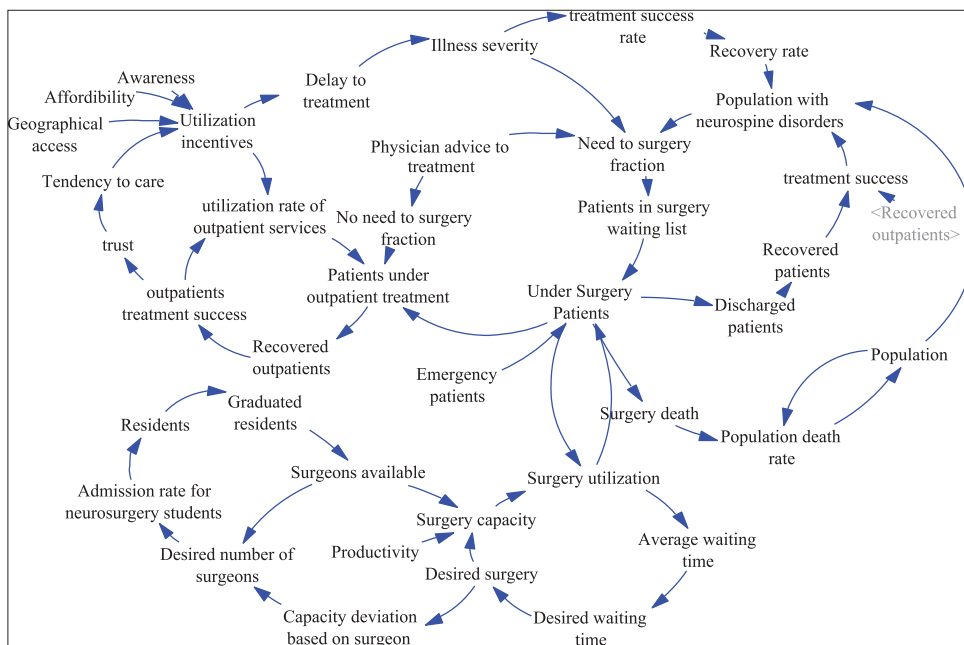 treatment success
rate
Illness severity
Recovery rate
Awareness
Delay to
treatment
Affordibility
Population with
neurospine disorders
Geographical
access
Utilization
incentives
Physician advice to
treatment
Need to surgery
fraction
Tendency to care
treatment success
utilization rate of
outpatient services
No need to surgery
fraction
Patients in surgery
waiting list
<Recovered
outpatients>
trust
Recovered
patients
outpatients
treatment success
Patients under
outpatient treatment
Under Surgery
Patients
Discharged
patients
Recovered
outpatients
Population
Emergency
patients
Graduated
residents
Residents
Surgery death
Population death
rate
Surgeons available
Surgery utilization
Admission rate for
neurosurgery students
Surgery capacity
Average waiting
time
Productivity
Desired number of
surgeons
Desired surgery
Capacity deviation
based on surgeon
Desired waiting
time